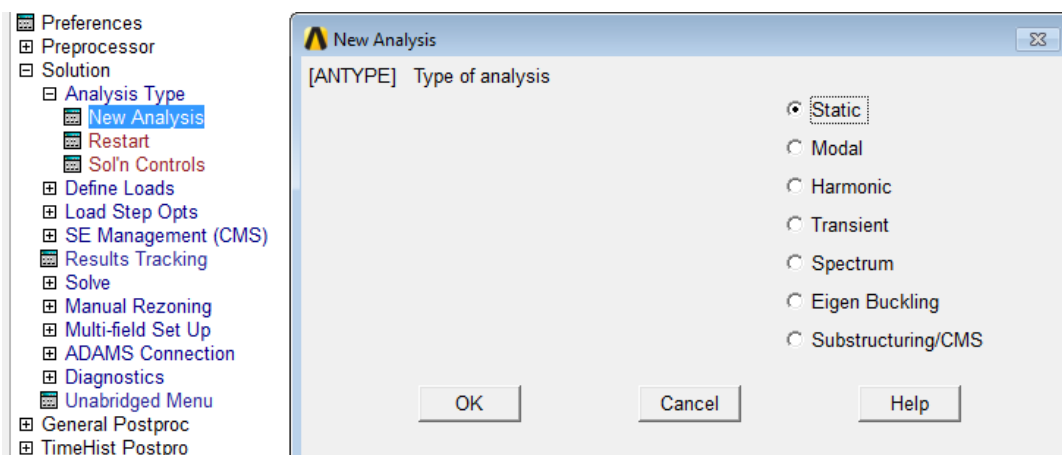 Preferences
Preprocessor
Solution
Analysis Type
New Analysis
Restart
Sol'n Controls
Define Loads
Load Step Opts
SE Management (CMS)
Results Tracking
Solve
Manual Rezoning
Multi-field Set Up
ADAMS Connection
Diagnostics
Unabridged Menu
General Postproc
TimeHist Postpro
New Analysis
[ANTYPE] Type of analysis
Static
Modal
Harmonic
Transient
Spectrum
Eigen Buckling
Substructuring/CMS
OK Cancel Help